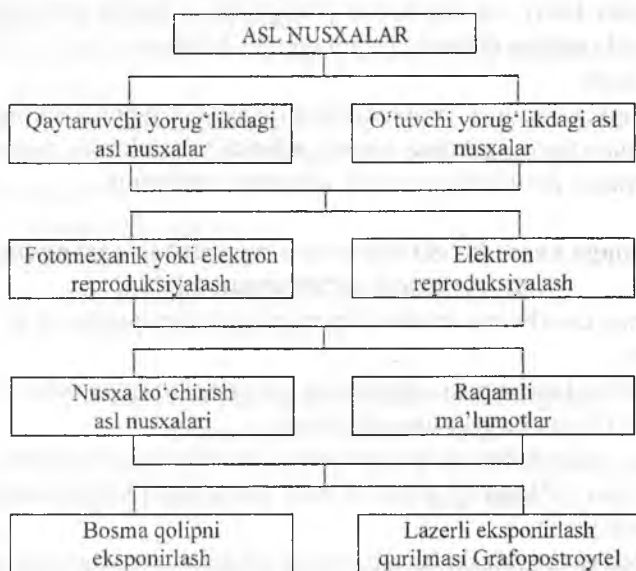 ASL NUSXALAR
Qaytaruvchi yorug‘likdagi
asl nusxalar
O‘tuvchi yorug‘likdagi asl
nusxalar
Fotomexanik yoki elektron
reproduksiyalash
Elektron
reproduksiyalash
Nusxa ko‘chirish
asl nusxalari
Raqamli
ma’lumotlar
Bosma qolipni
eksponirlash
Lazerli eksponirlash
qurilmasi Grafopostroytel